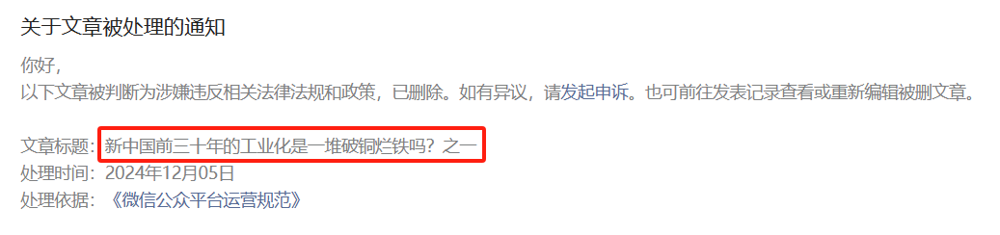 关于文章被处理的通知
你好，
以下文章被判断为涉嫌违反相关法律法规和政策，已删除。如有异议，请发起申诉。也可前往发表记录查看或重新编辑被删文章。
文章标题：新中国前三十年的工业化是一堆破铜烂铁吗？之一
处理时间：2024年12月05日
处理依据：《微信公众平台运营规范》